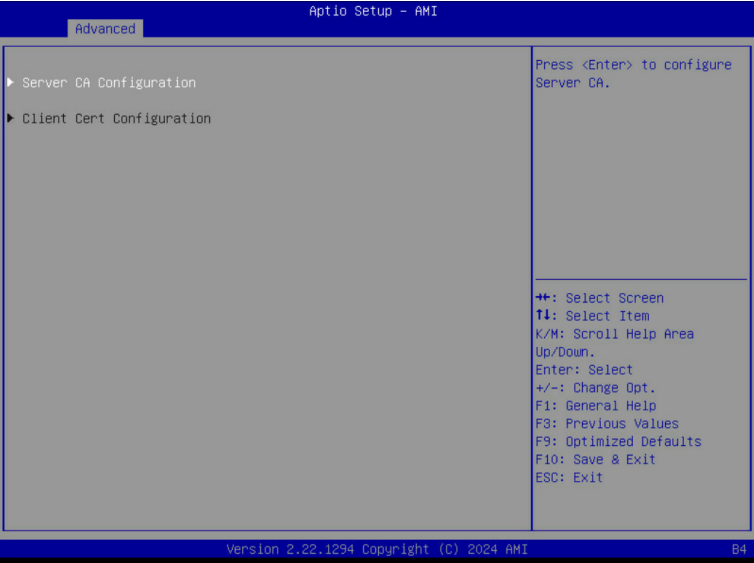 Aptio Setup – AMI
Advanced
▶ Server CA Configuration
▶ Client Cert Configuration
Press <Enter> to configure
Server CA.
→←: Select Screen
↑↓: Select Item
K/M: Scroll Help Area
Up/Down.
Enter: Select
+/-: Change Opt.
F1: General Help
F3: Previous Values
F9: Optimized Defaults
F10: Save & Exit
ESC: Exit
Version 2.22.1294 Copyright (C) 2024 AMI
B4